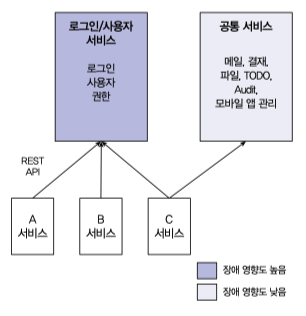 로그인/사용자
서비스
로그인
사용자
권한
공통 서비스
메일, 결재,
파일, TODO,
Audit,
모바일 앱 관리
REST
API
A
서비스
B
서비스
C
서비스
장애 영향도 높음
장애 영향도 낮음